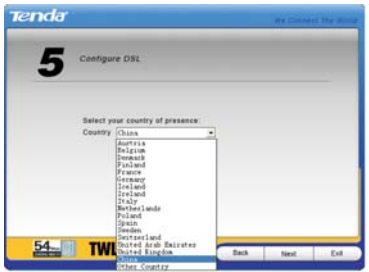 Tenda
We Connect The World
5
Configure DSL
Select your country of presence:
Country China
Austria
Belgium
Denmark
Finland
France
Germany
Iceland
Ireland
Italy
Netherlands
Poland
Spain
Sweden
Switzerland
United Arab Emirates
United Kingdom
China
Other Country
54
TWL
Back
Next
Exit